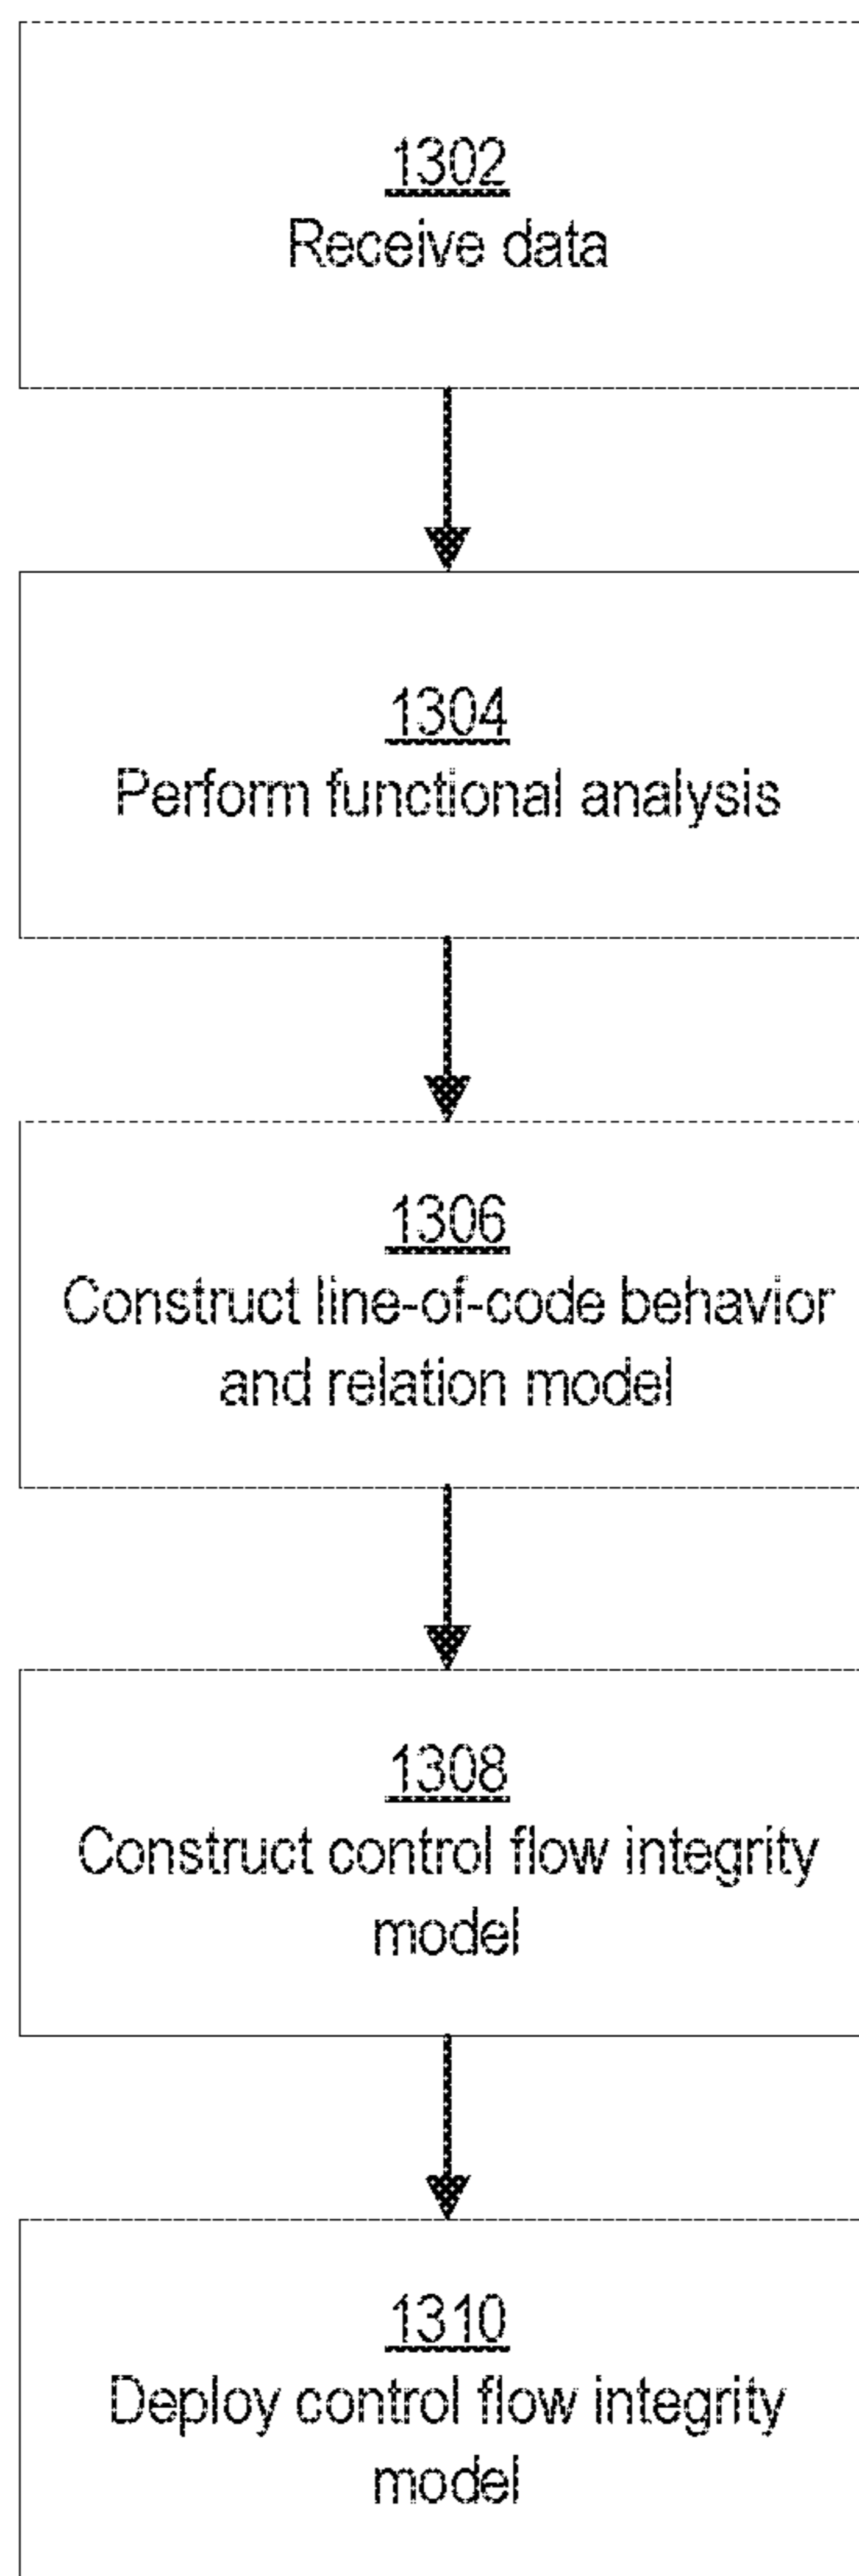 1302
Receive data
1304
Perform functional analysis
1306
Construct line-of-code behavior
and relation model
1308
Construct control flow integrity
model
1310
Deploy control flow integrity
model